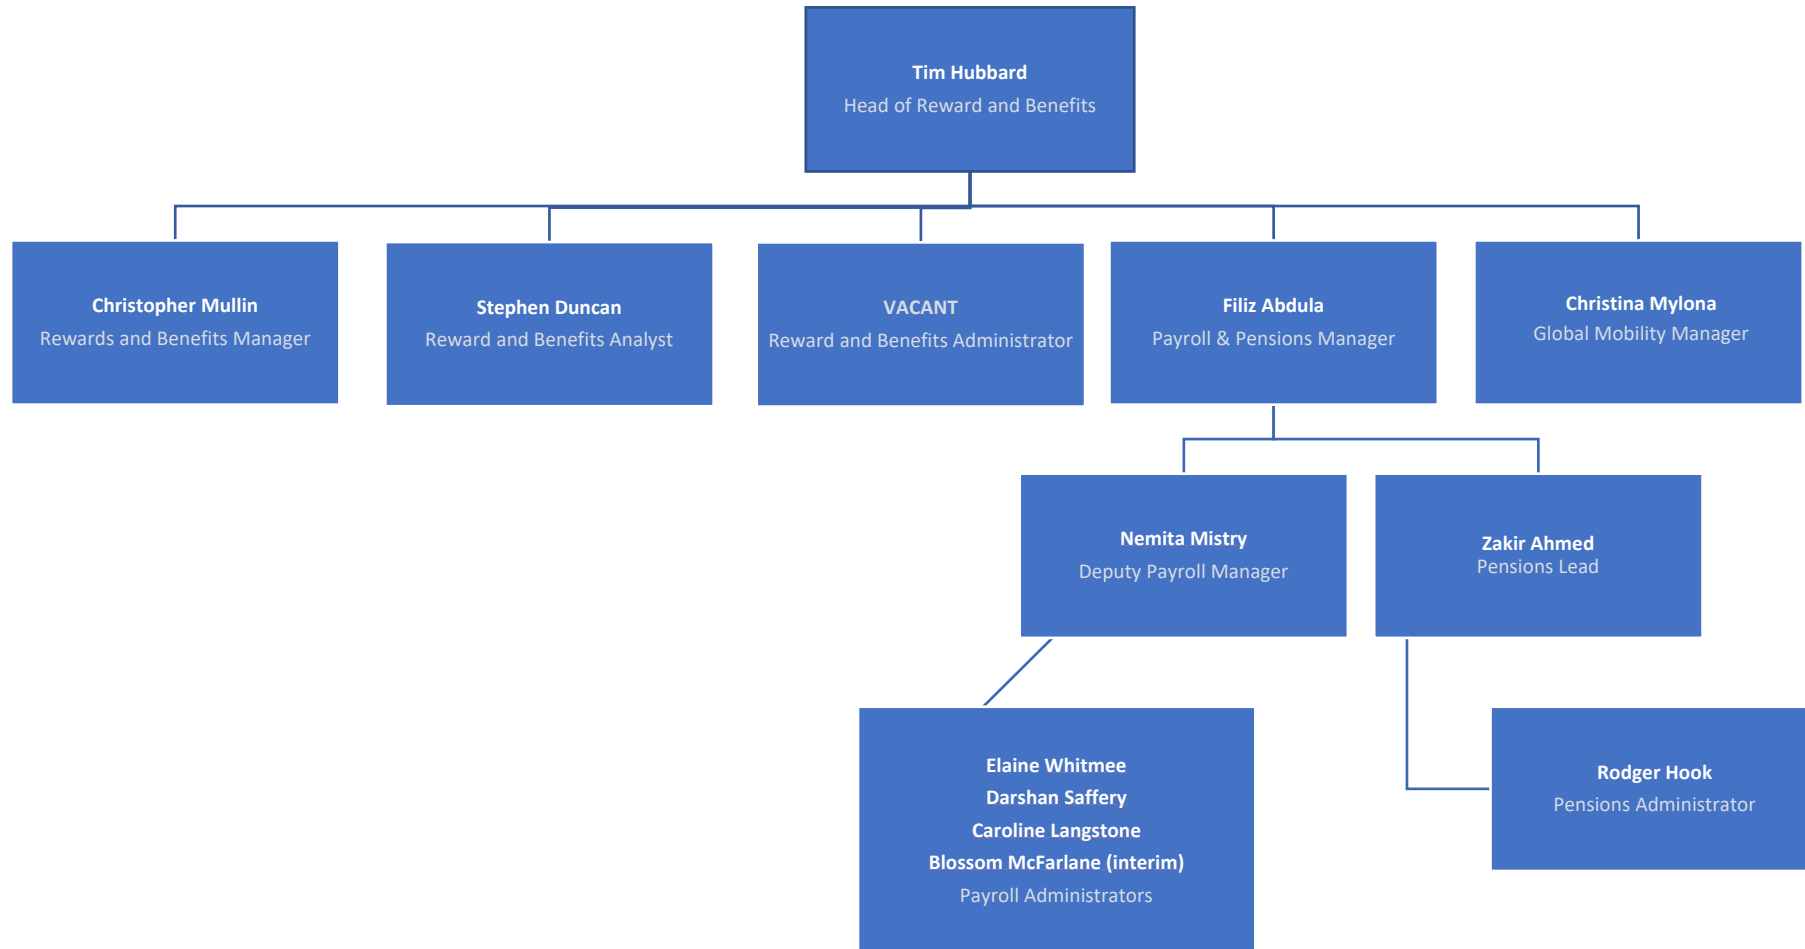 Tim Hubbard
Head of Reward and Benefits
Christopher Mullin
Rewards and Benefits Manager
Stephen Duncan
Reward and Benefits Analyst
VACANT
Reward and Benefits Administrator
Filiz Abdula
Payroll & Pensions Manager
Christina Mylona
Global Mobility Manager
Nemita Mistry
Deputy Payroll Manager
Zakir Ahmed
Pensions Lead
Elaine Whitmee
Darshan Saffery
Caroline Langstone
Blossom McFarlane (interim)
Payroll Administrators
Rodger Hook
Pensions Administrator